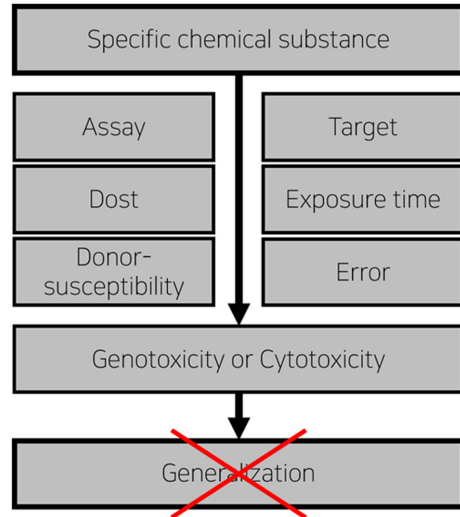 Specific chemical substance
Assay
Target
Dost
Exposure time
Donor-
susceptibility
Error
Genotoxicity or Cytotoxicity
Generalization